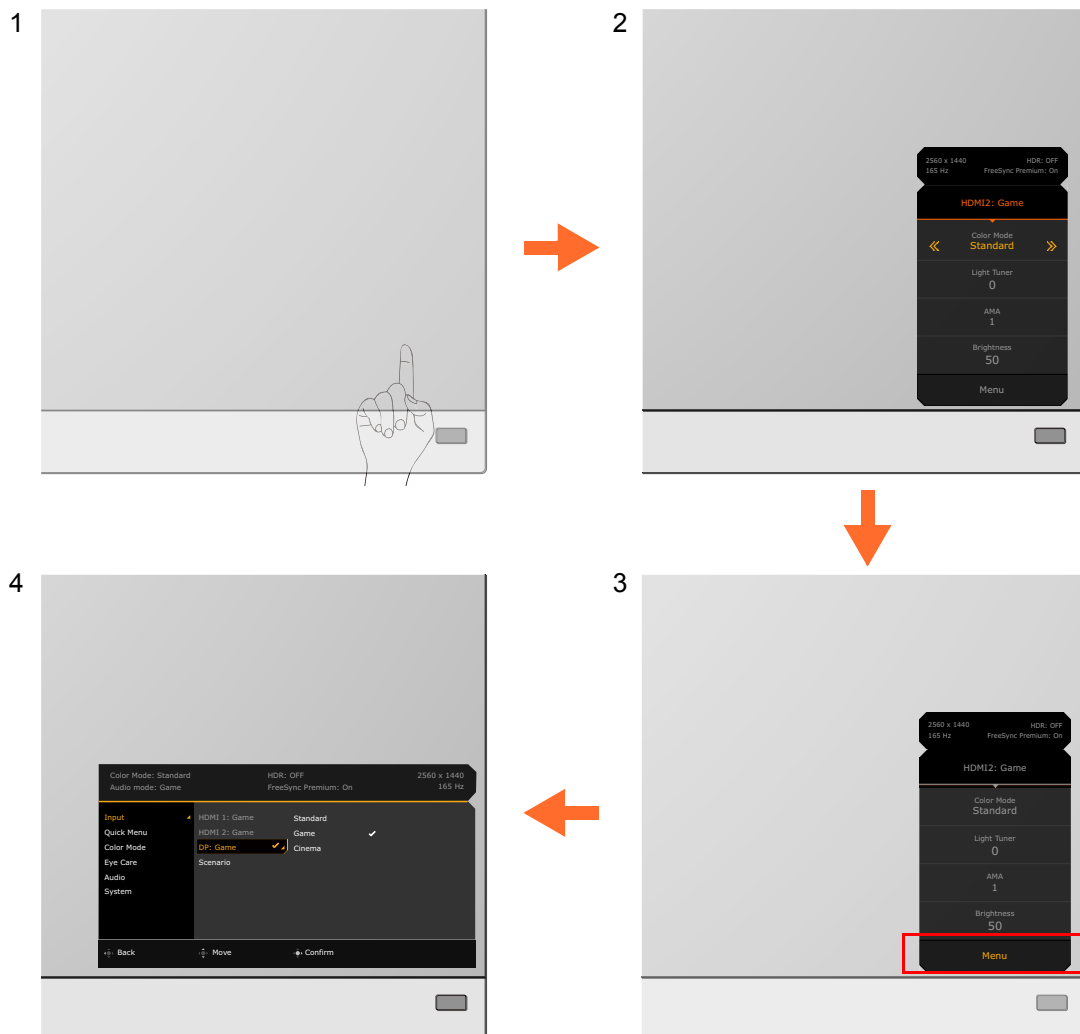 1
2
2560 x 1440 HDR: OFF
165 Hz FreeSync Premium: On
HDMI2: Game
Color Mode
Standard
Light Tuner
0
AMA
1
Brightness
50
Menu
3
2560 x 1440 HDR: OFF
165 Hz FreeSync Premium: On
HDMI2: Game
Color Mode
Standard
Light Tuner
0
AMA
1
Brightness
50
Menu
4
Color Mode: Standard HDR: OFF 2560 x 1440
Audio mode: Game FreeSync Premium: On 165 Hz
Input HDMI 1: Game Standard
Quick Menu HDMI 2: Game Game
Color Mode DP: Game Cinema
Eye Care Scenario
Audio
System
Back Move Confirm